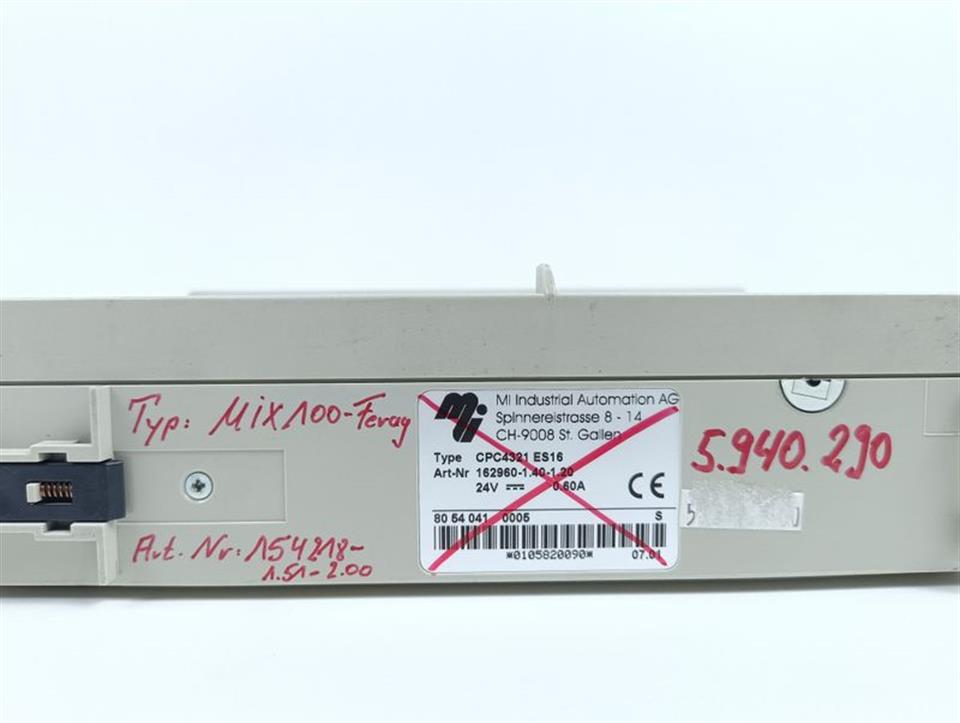 Typ: MiX100-Ferag
Art. Nr: 154218-
1.51-2.00
mi
Mi Industrial Automation AG
Spinnereistrasse 8 - 14
CH-9008 St. Gallen
Type CPC4321 ES16
Art-Nr 162960-1.40-1.20
24V 0.60A
CE
80 54 041 0005 S
*0105820090*
07.01
5.940.290
5